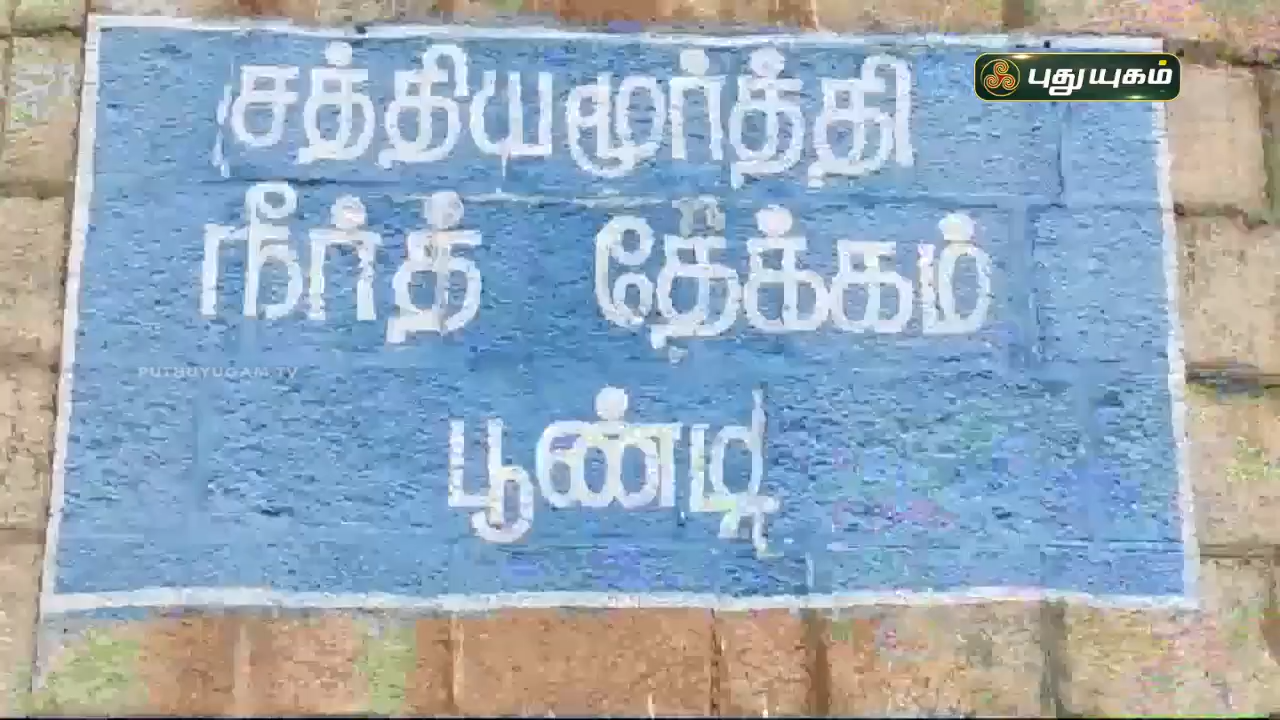 புதுயுகம்
சத்தியமூர்த்தி
நீர்த் தேக்கம்
PUTHUYUGAM TV
பூண்டி